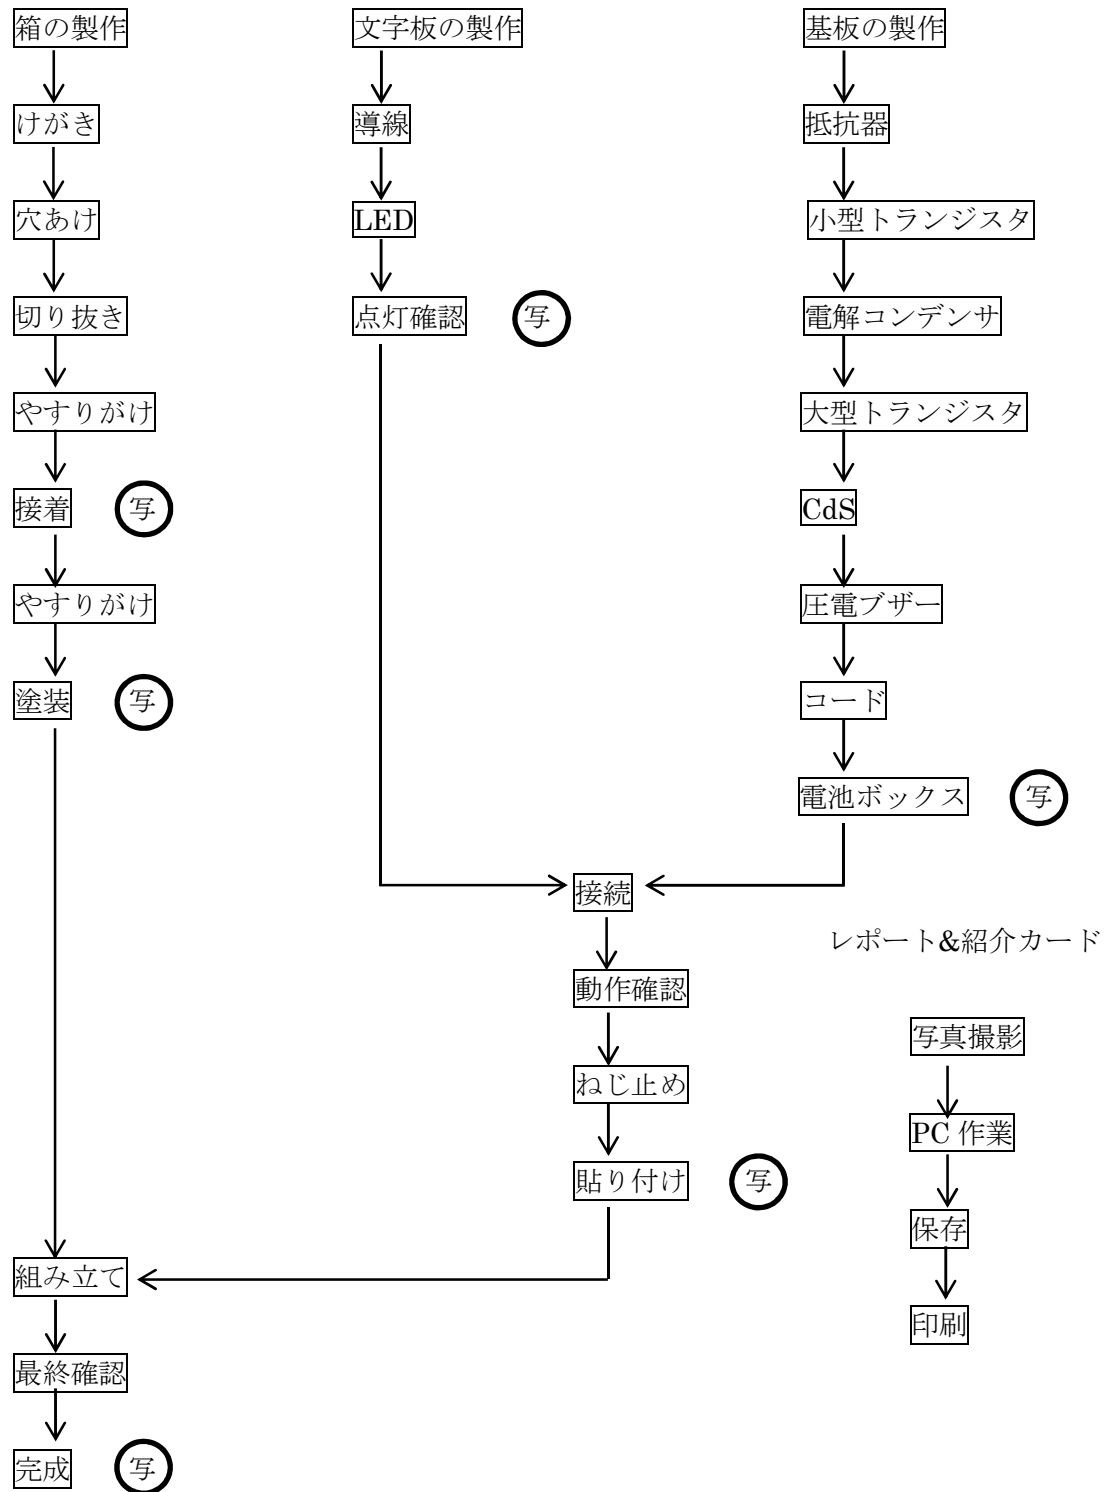 箱の製作
文字板の製作
基板の製作
けがき
導線
抵抗器
穴あけ
LED
小型トランジスタ
切り抜き
点灯確認
写
電解コンデンサ
やすりがけ
大型トランジスタ
接着
写
CdS
やすりがけ
圧電ブザー
塗装
写
コード
電池ボックス
写
接続
レポート&紹介カード
動作確認
写真撮影
ねじ止め
PC 作業
貼り付け
写
保存
組み立て
印刷
最終確認
完成
写